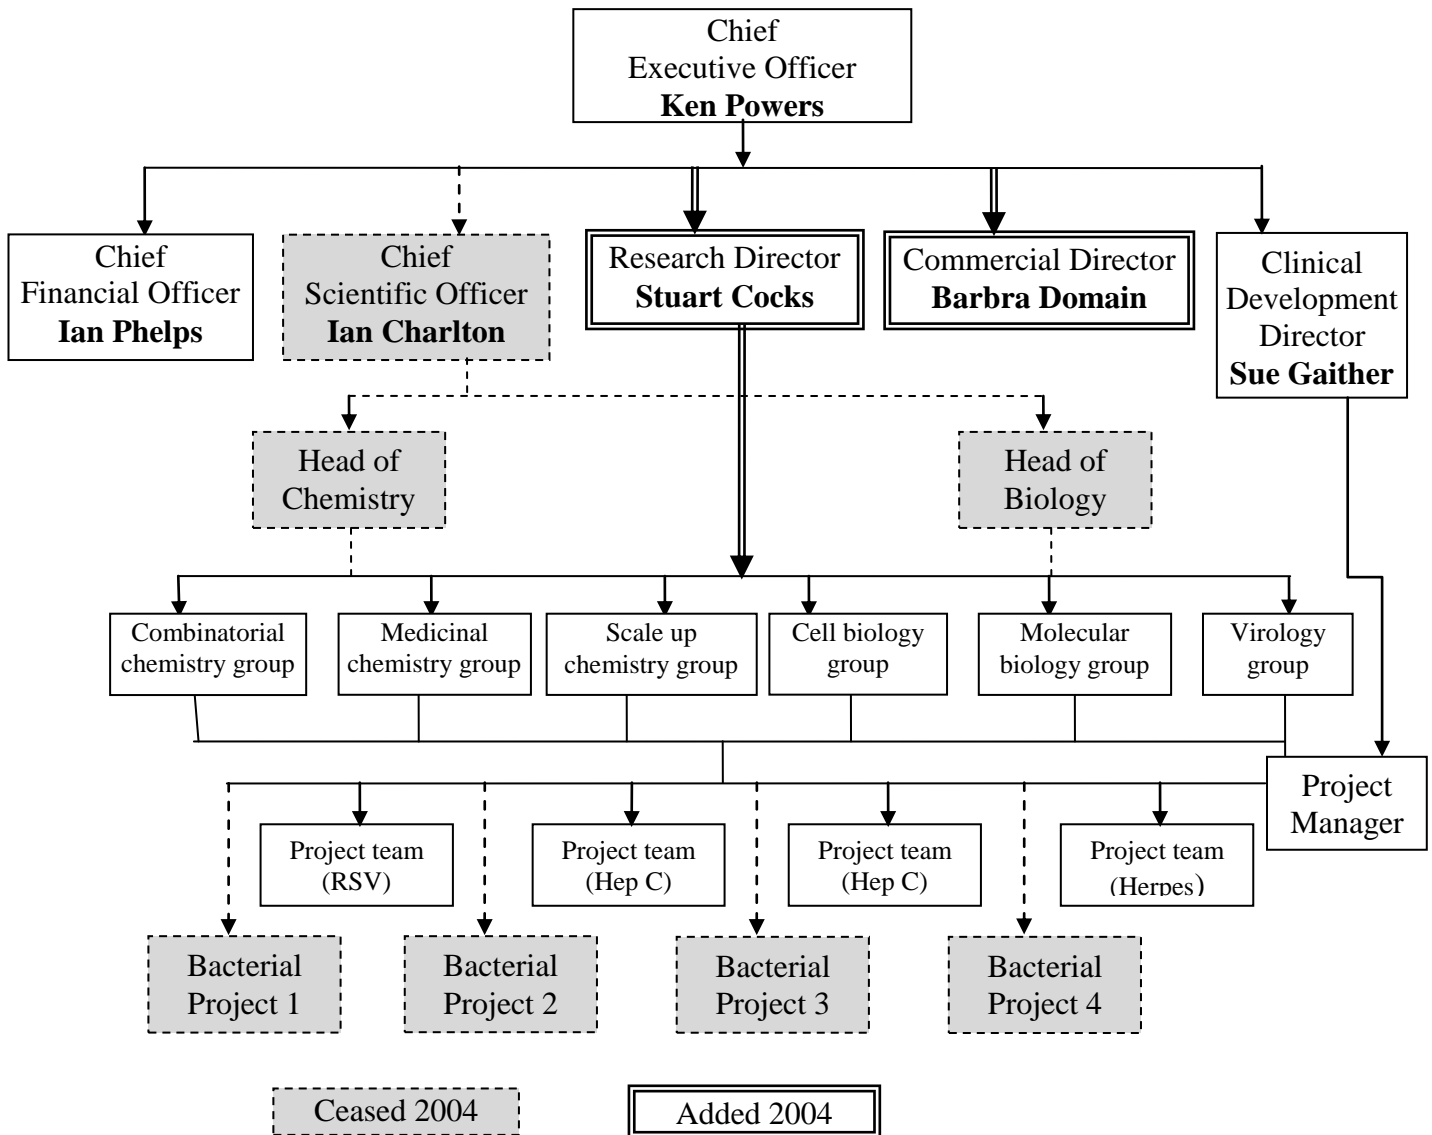 Chief
Executive Officer
Ken Powers
Chief
Financial Officer
Ian Phelps
Chief
Scientific Officer
Ian Charlton
Research Director
Stuart Cocks
Commercial Director
Barbra Domain
Clinical
Development
Director
Sue Gaither
Head of
Chemistry
Head of
Biology
Combinatorial
chemistry group
Medicinal
chemistry group
Scale up
chemistry group
Cell biology
group
Molecular
biology group
Virology
group
Project
Manager
Project team
(RSV)
Project team
(Hep C)
Project team
(Hep C)
Project team
(Herpes)
Bacterial
Project 1
Bacterial
Project 2
Bacterial
Project 3
Bacterial
Project 4
Ceased 2004
Added 2004